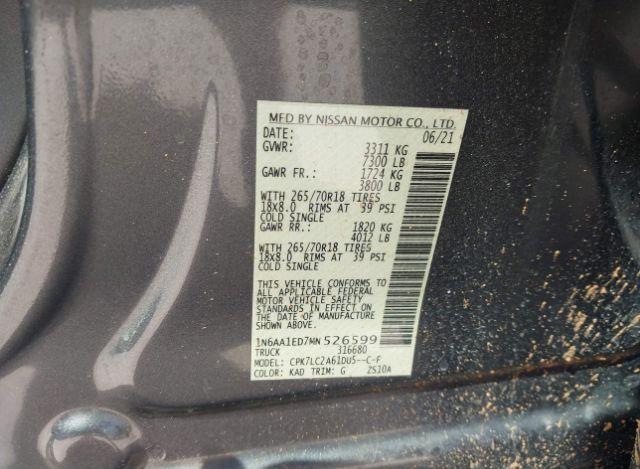 MFD BY NISSAN MOTOR CO., LTD.
DATE: 06/21
GVWR: 3311 KG
7300 LB
GAWR FR.: 1724 KG
3800 LB
WITH 265/70R18 TIRES
18X8.0 RIMS AT 39 PSI
COLD SINGLE
GAWR RR.: 1820 KG
4012 LB
WITH 265/70R18 TIRES
18X8.0 RIMS AT 39 PSI
COLD SINGLE
THIS VEHICLE CONFORMS TO
ALL APPLICABLE FEDERAL
MOTOR VEHICLE SAFETY
STANDARDS IN EFFECT ON
THE DATE OF MANUFACTURE
SHOWN ABOVE.
1N6AA1ED7MN 526599
TRUCK 316680
MODEL: CPK7LC2A61DU5--C-F
COLOR: KAD TRIM: G ZS10A